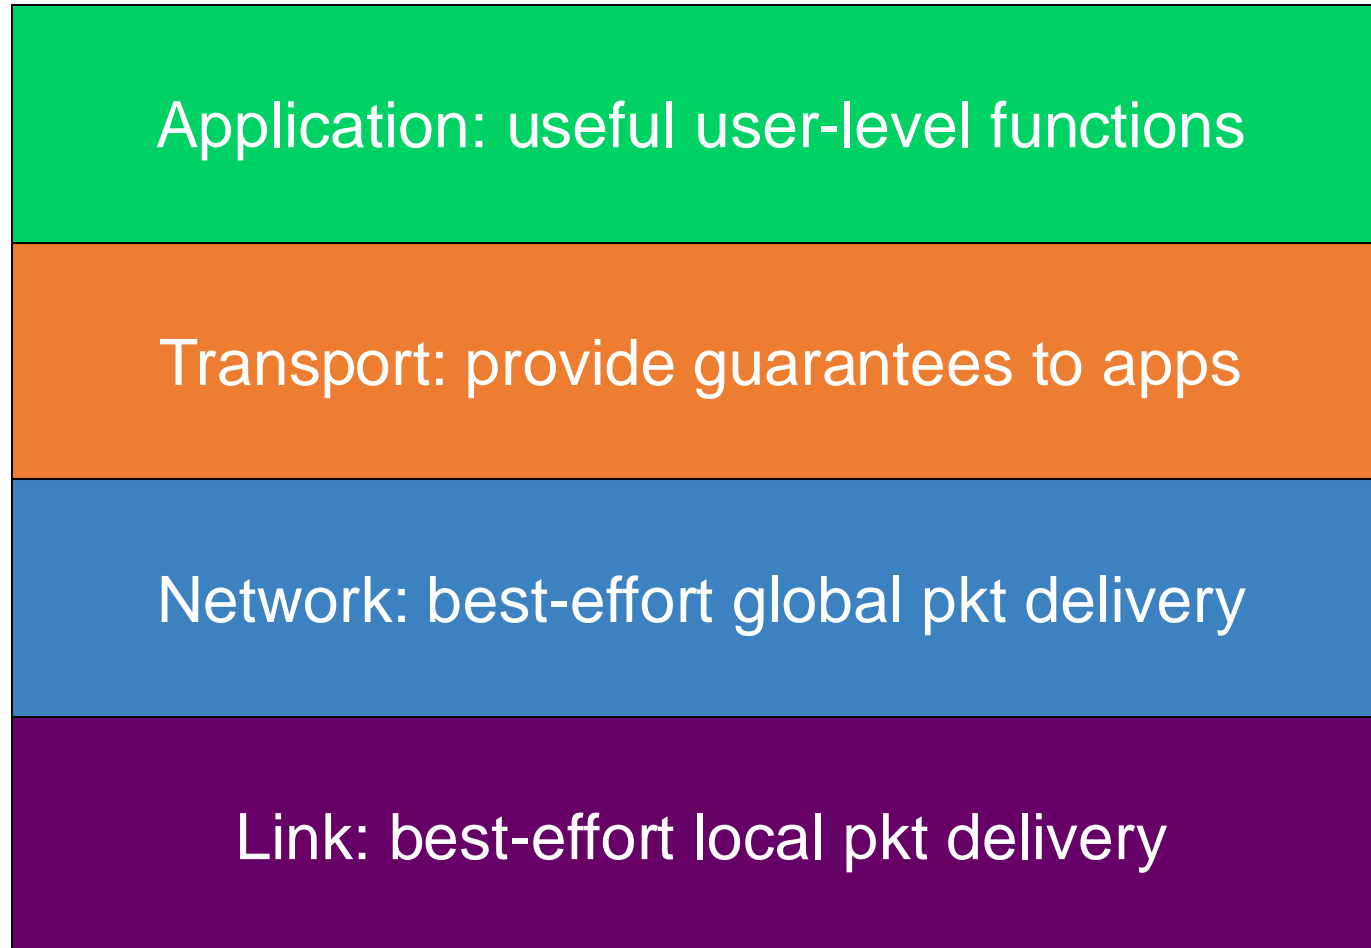 Application: useful user-level functions
Transport: provide guarantees to apps
Network: best-effort global pkt delivery
Link: best-effort local pkt delivery